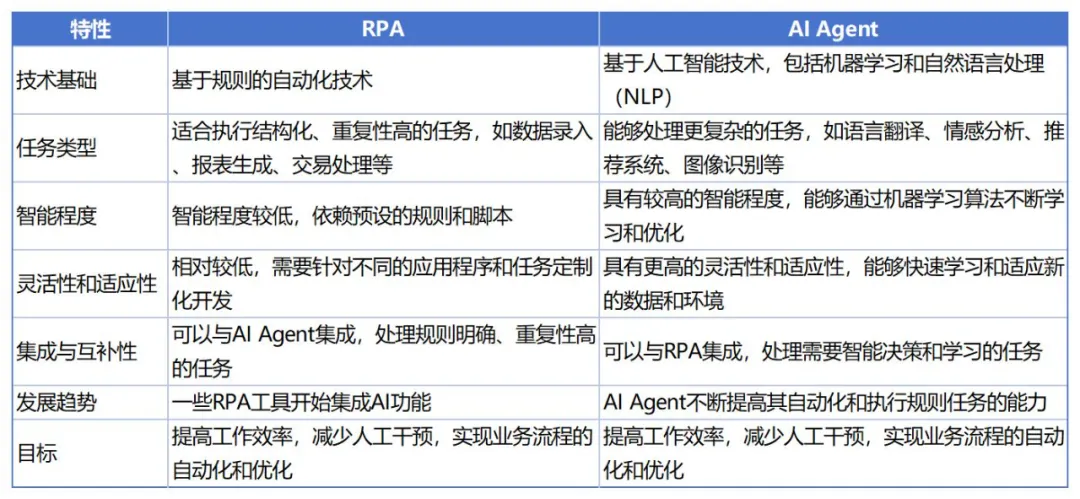 特性
RPA
AI Agent
技术基础
基于规则的自动化技术
基于人工智能技术，包括机器学习和自然语言处理
（NLP）
任务类型
适合执行结构化、重复性高的任务，如数据录入
、报表生成、交易处理等
能够处理更复杂的任务，如语言翻译、情感分析、推
荐系统、图像识别等
智能程度
智能程度较低，依赖预设的规则和脚本
具有较高的智能程度，能够通过机器学习算法不断学
习和优化
灵活性和适应性
相对较低，需要针对不同的应用程序和任务定制
化开发
具有更高的灵活性和适应性，能够快速学习和适应新
的数据和环境
集成与互补性
可以与AI Agent集成，处理规则明确、重复性高
的任务
可以与RPA集成，处理需要智能决策和学习的任务
发展趋势
一些RPA工具开始集成AI功能
AI Agent不断提高其自动化和执行规则任务的能力
目标
提高工作效率，减少人工干预，实现业务流程的
自动化和优化
提高工作效率，减少人工干预，实现业务流程的自动
化和优化